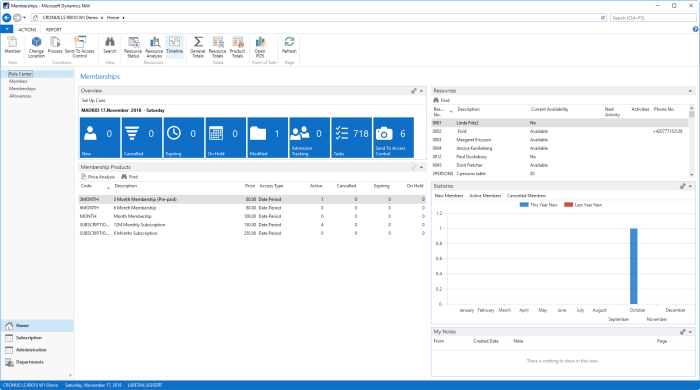 Memberships - Microsoft Dynamics NAV
CRONUS LS 90010 W1 Demo
Home
Search (Ctrl+F3)
ACTIONS REPORT
Member
Change Location
Process
Send To Access Control
Search
Resource Status
Resource Analysis
Timeline
General Totals
Resource Totals
Product Totals
Open POS
Refresh
New Functions View Resources Totals Point of Sale Page
Role Center
Members
Memberships
Allowances
Memberships
Overview
Set Up Cues
MADRID 17.November 2018 - Saturday
0 New
0 Cancelled
0 Expiring
0 On Hold
1 Modified
0 Admission Tracking
718 Tasks
6 Send To Access Control
Membership Products
Price Analysis Find
Code Description Price Access Type Active Cancelled Expiring On Hold
3MONTH 3 Month Membership (Pre-paid) 80.00 Date Period 1 0 0 0
6MONTH 6 Month Membership 80.00 Date Period 0 0 0 0
MONTH Month Membership 100.00 Date Period 0 0 0 0
SUBSCRIPTIO... 12M Monthly Subscription 150.00 Date Period 4 0 0 0
SUBSCRIPTIO... 6 Months Subscription 250.00 Date Period 0 0 0 0
Resources
Find
Res... No. Description Current Availability Next Activity Activities Phone No.
0001 Linda Fritz2 No
0002 Ford Available +420777152128
0003 Margaret Ericson Available
0004 Jessica Kanikeberg Available
0012 Paul Ducksbury No
0045 Dorit Fletcher Available
2PERSONS 2 persons table 20
Statistics
New Members Active Members Cancelled Members
This Year New Last Year New
1.2
1
0.8
0.6
0.4
0.2
0
January February March April May June July August September October November December
My Notes
From Created Date Note Page
There is nothing to show in this view.
Home
Subscription
Administration
Departments
CRONUS LS 90010 W1 Demo Saturday, November 17, 2018 LSRETAIL\EGGERT